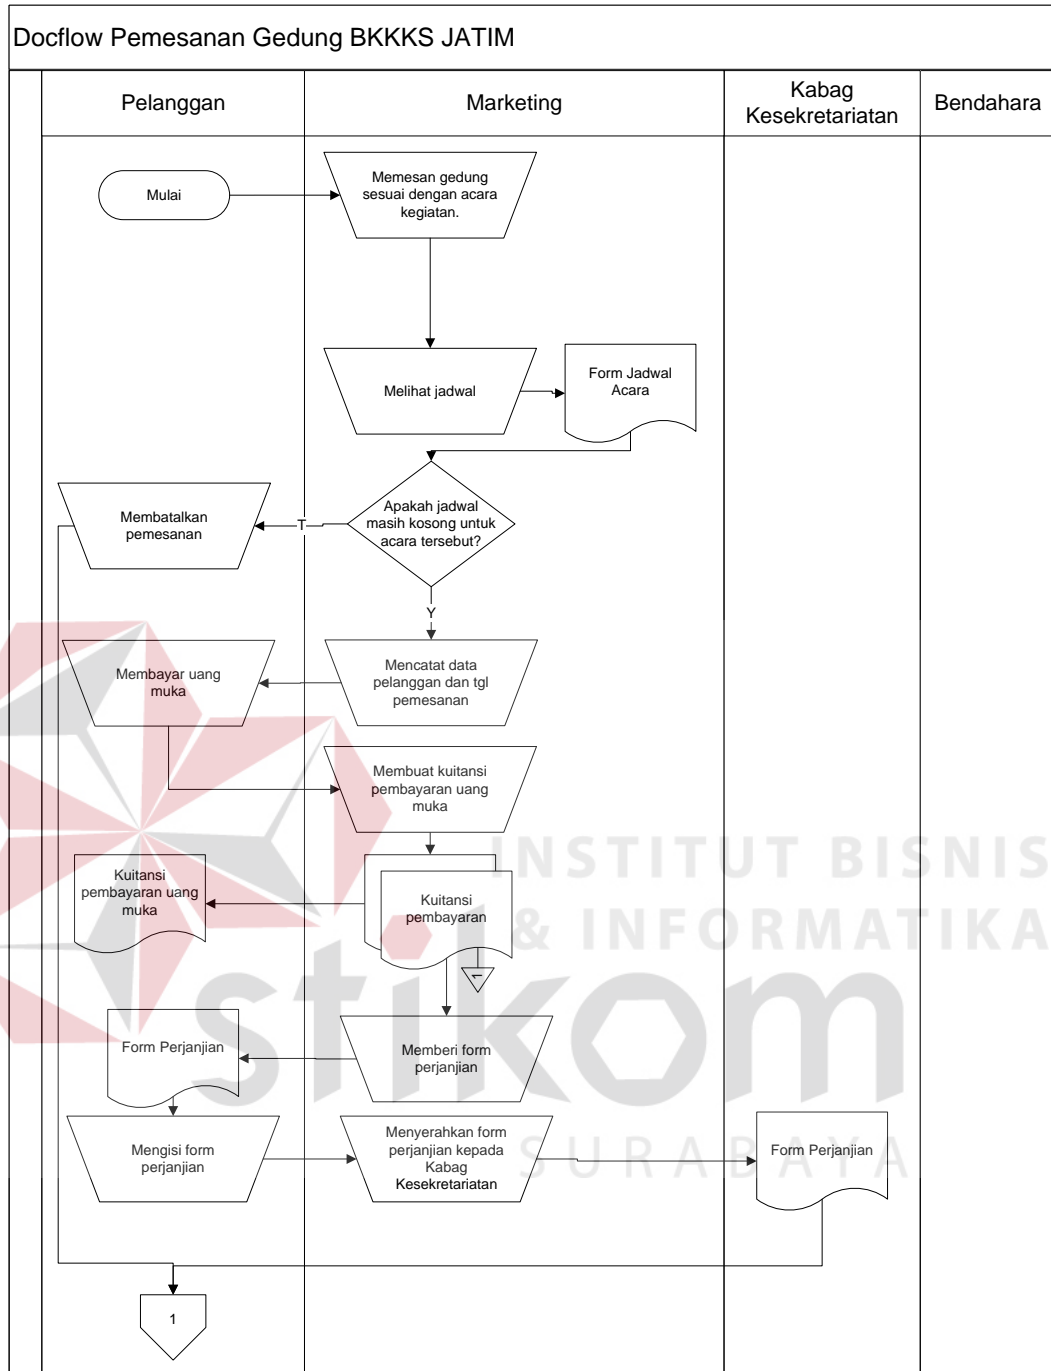 Docflow Pemesanan Gedung BKKKS JATIM
Pelanggan
Marketing
Kabag
Kesekretariatan
Bendahara
Mulai
Memesan gedung
sesuai dengan acara
kegiatan.
Melihat jadwal
Form Jadwal
Acara
Apakah jadwal
masih kosong untuk
acara tersebut?
T
Membatalkan
pemesanan
Y
Membayar uang
muka
Mencatat data
pelanggan dan tgl
pemesanan
Membuat kuitansi
pembayaran uang
muka
Kuitansi
pembayaran uang
muka
Kuitansi
pembayaran
1
Form Perjanjian
Memberi form
perjanjian
Mengisi form
perjanjian
Menyerahkan form
perjanjian kepada
Kabag
Kesekretariatan
Form Perjanjian
1
INSTITUT BISNIS
& INFORMATIKA
stikom
SURABAYA